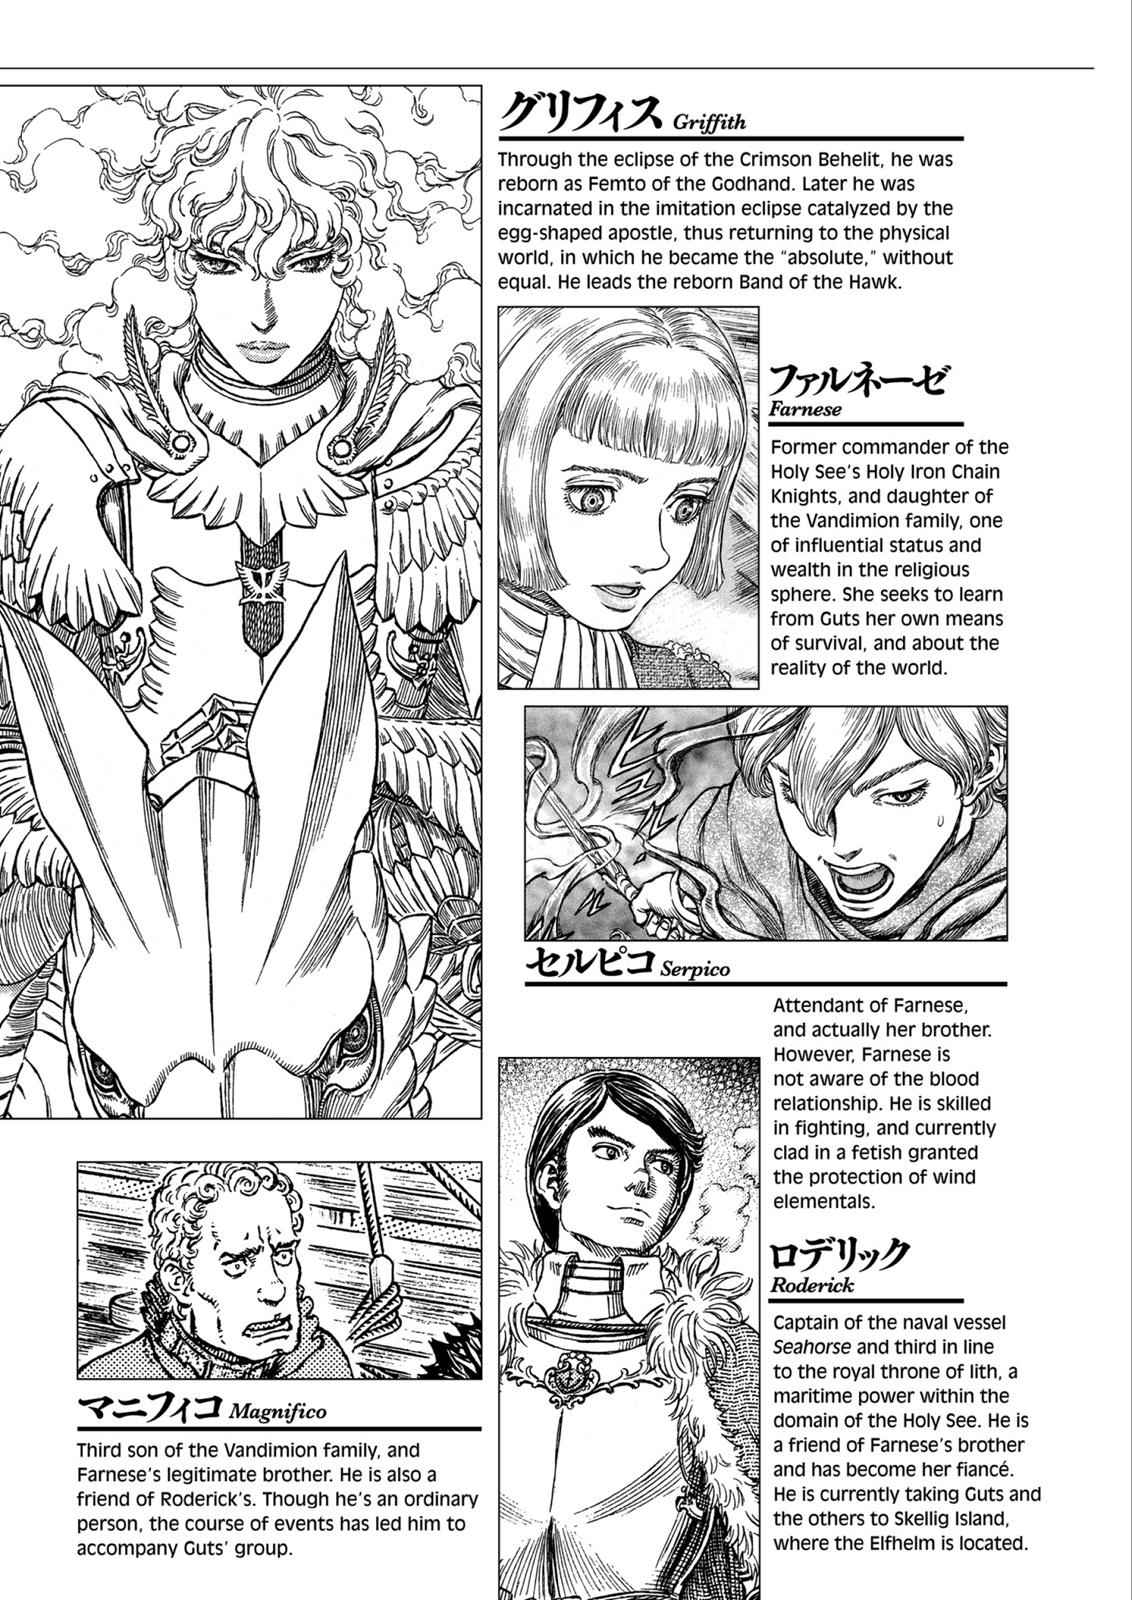 グリフィス Griffith
Through the eclipse of the Crimson Behelit, he was
reborn as Femto of the Godhand. Later he was
incarnated in the imitation eclipse catalyzed by the
egg-shaped apostle, thus returning to the physical
world, in which he became the "absolute," without
equal. He leads the reborn Band of the Hawk.
ファルネーゼ
Farnese
Former commander of the
Holy See's Holy Iron Chain
Knights, and daughter of
the Vandimion family, one
of influential status and
wealth in the religious
sphere. She seeks to learn
from Guts her own means
of survival, and about the
reality of the world.
セルピコ Serpico
Attendant of Farnese,
and actually her brother.
However, Farnese is
not aware of the blood
relationship. He is skilled
in fighting, and currently
clad in a fetish granted
the protection of wind
elementals.
ロデリック
Roderick
Captain of the naval vessel
Seahorse and third in line
to the royal throne of Iith, a
maritime power within the
domain of the Holy See. He is
a friend of Farnese's brother
and has become her fiancé.
He is currently taking Guts and
the others to Skellig Island,
where the Elfhelm is located.
マニフィコ Magnifico
Third son of the Vandimion family, and
Farnese's legitimate brother. He is also a
friend of Roderick's. Though he's an ordinary
person, the course of events has led him to
accompany Guts' group.